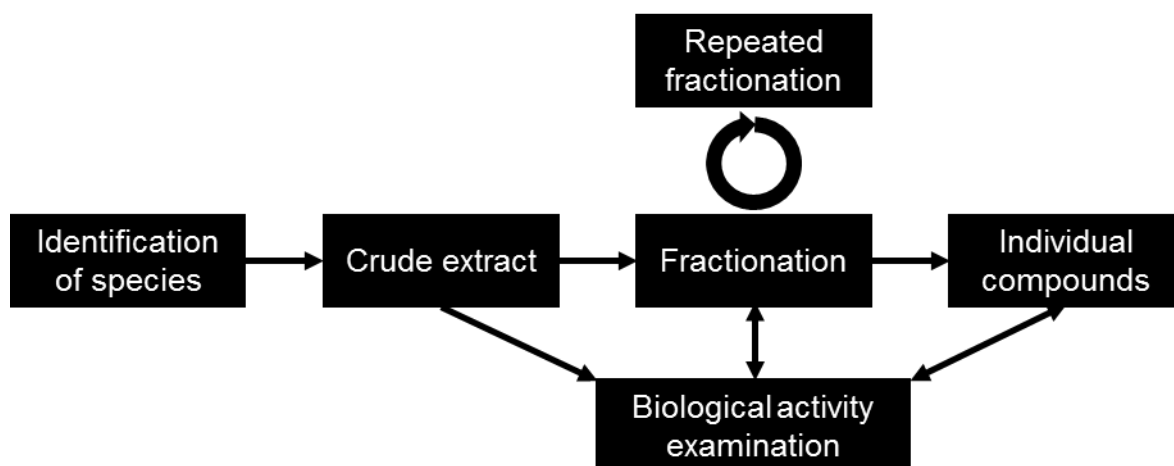 Repeated
fractionation
Identification
of species
Crude extract
Fractionation
Individual
compounds
Biological activity
examination